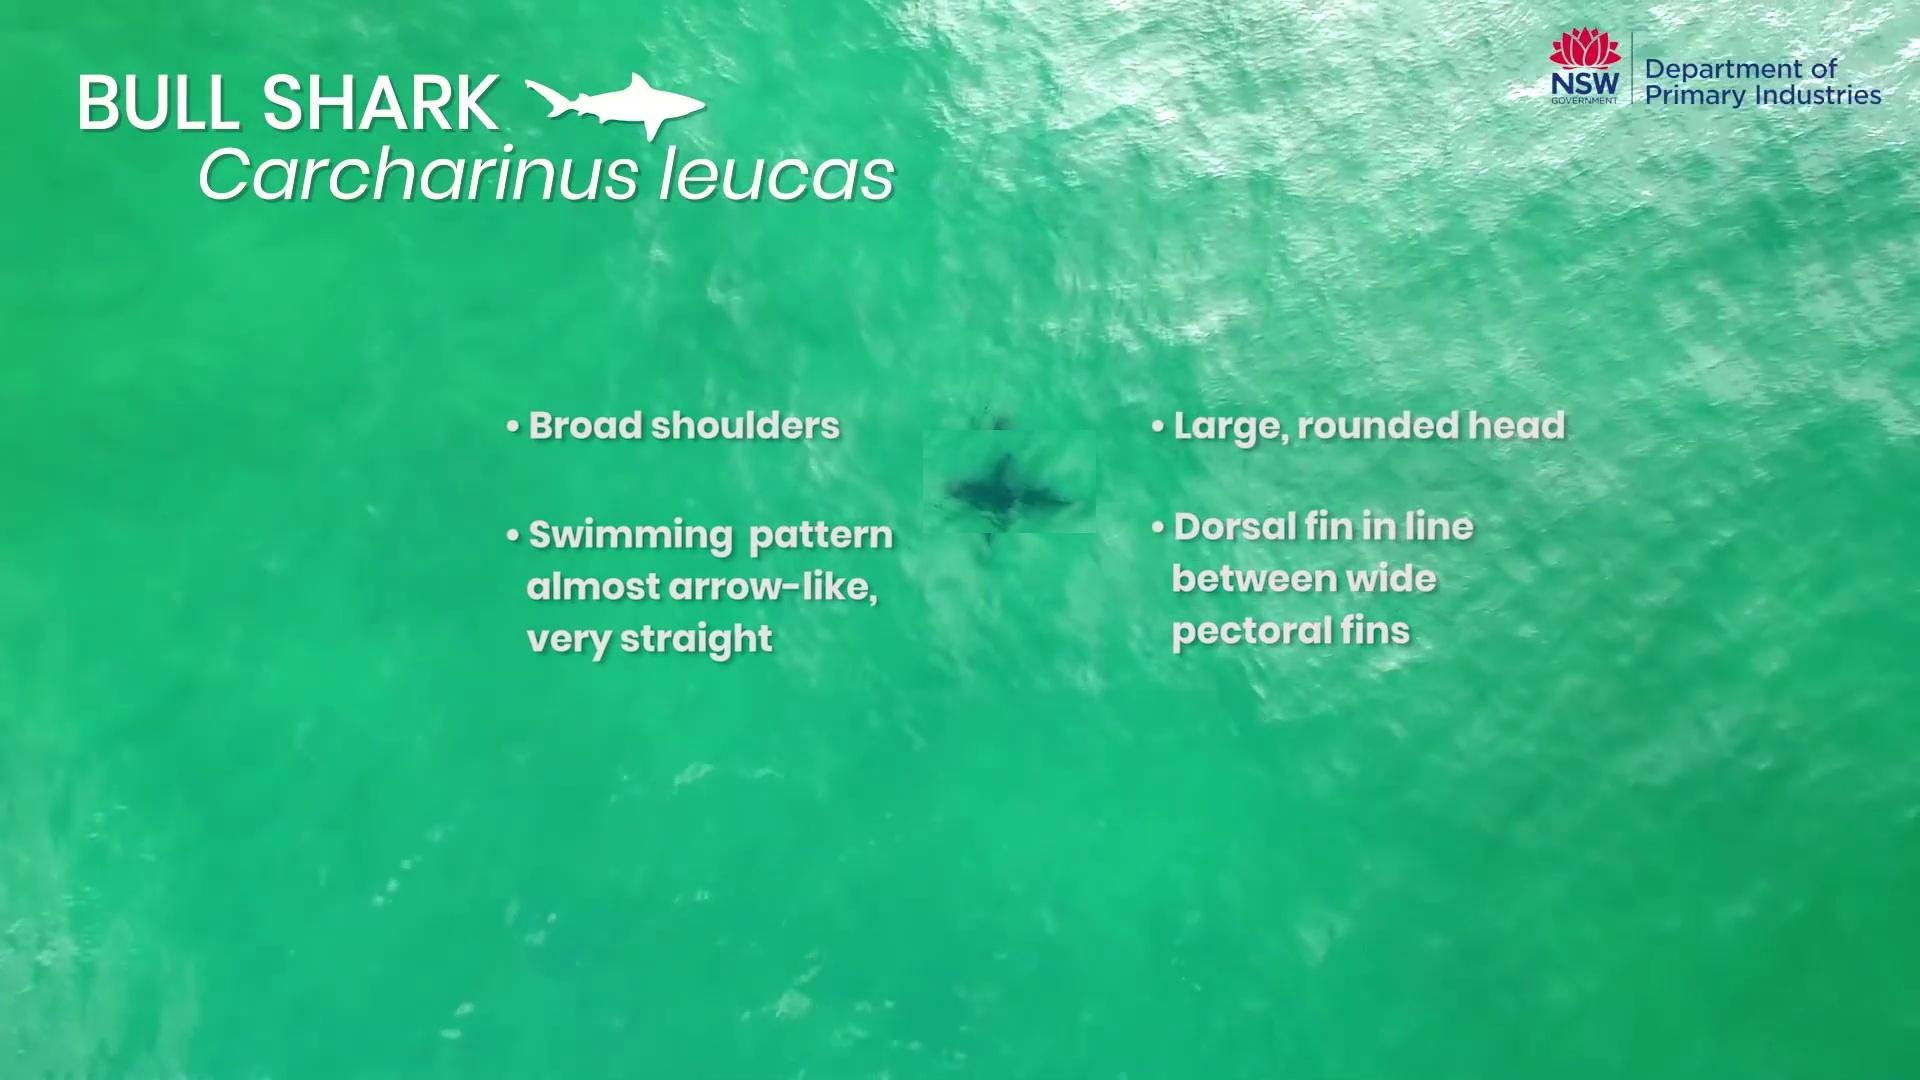 BULL SHARK
Carcharinus leucas
NSW
GOVERNMENT
Department of
Primary Industries
• Broad shoulders
• Swimming pattern
almost arrow-like,
very straight
• Large, rounded head
• Dorsal fin in line
between wide
pectoral fins